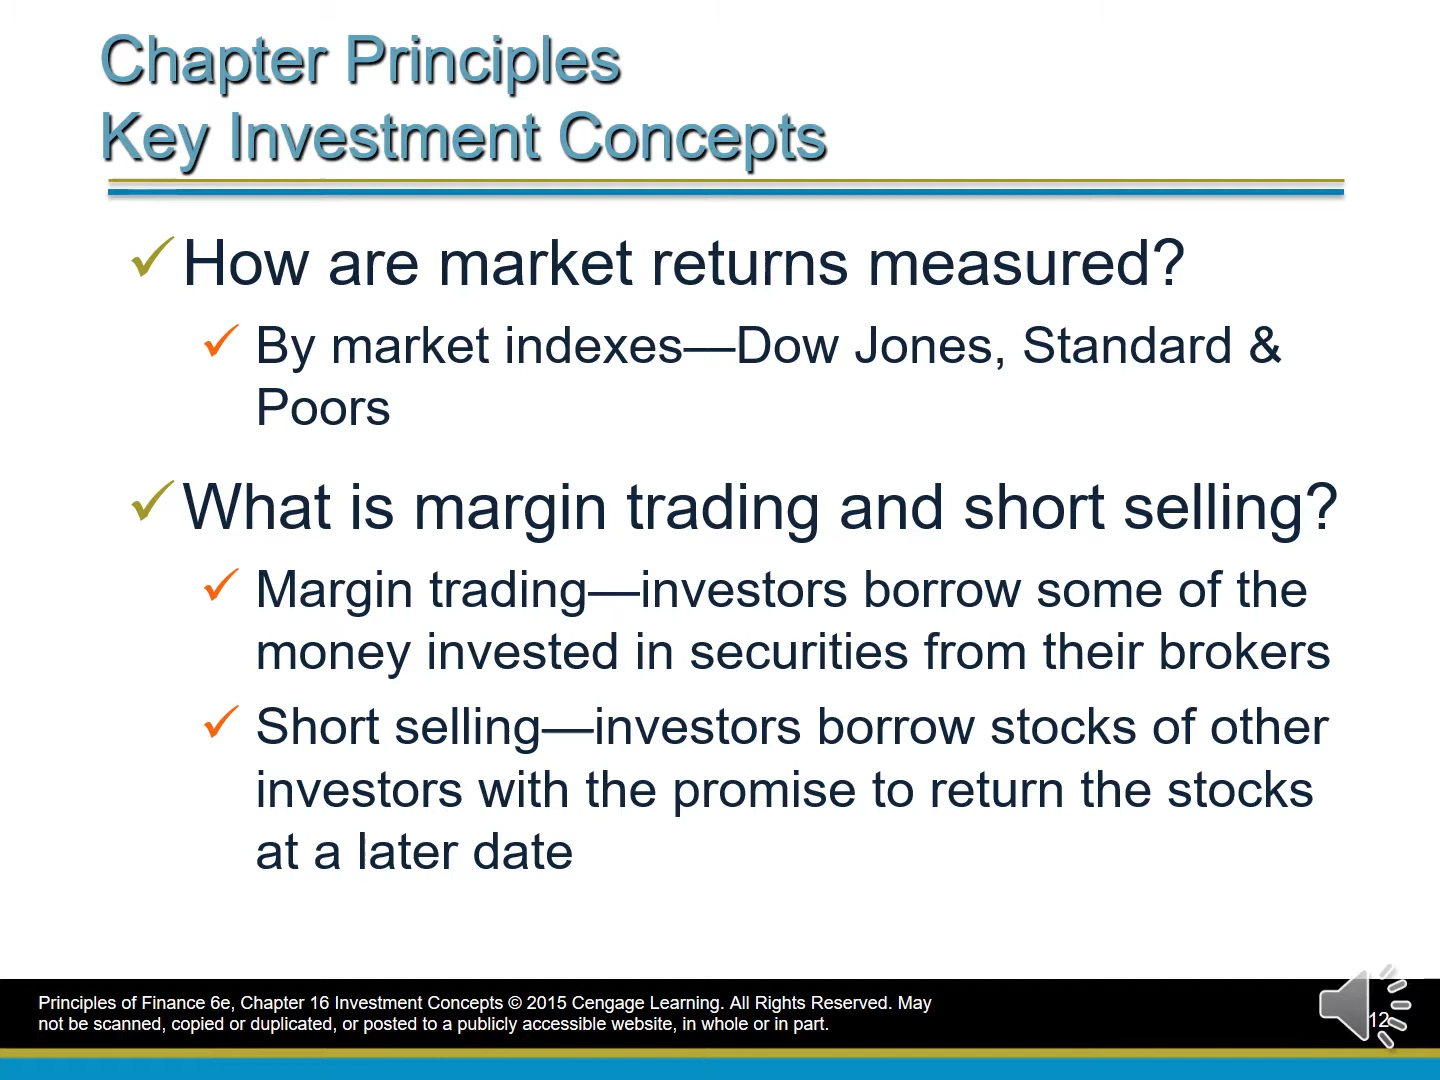 Chapter Principles
Key Investment Concepts
How are market returns measured?
By market indexes—Dow Jones, Standard &
Poors
What is margin trading and short selling?
Margin trading—investors borrow some of the
money invested in securities from their brokers
Short selling—investors borrow stocks of other
investors with the promise to return the stocks
at a later date
Principles of Finance 6e, Chapter 16 Investment Concepts © 2015 Cengage Learning. All Rights Reserved. May
not be scanned, copied or duplicated, or posted to a publicly accessible website, in whole or in part.
12